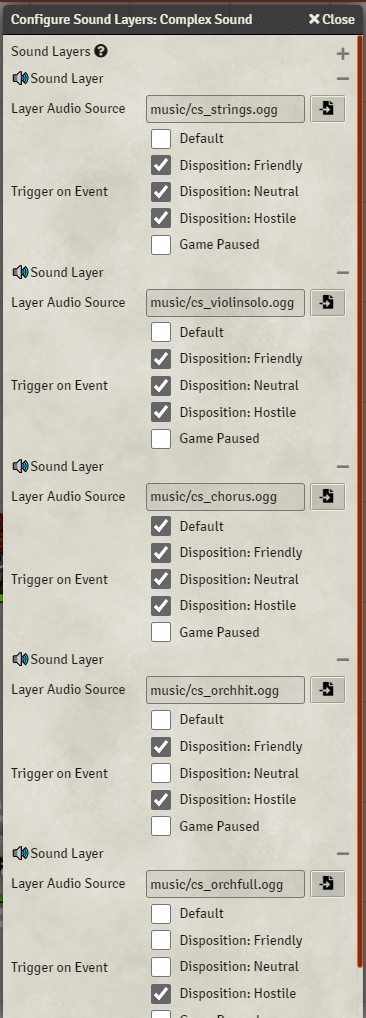 Configure Sound Layers: Complex Sound Close
Sound Layers
Sound Layer
Layer Audio Source music/cs_strings.ogg
Default
Disposition: Friendly
Trigger on Event Disposition: Neutral
Disposition: Hostile
Game Paused
Sound Layer
Layer Audio Source music/cs_violinsolo.ogg
Default
Disposition: Friendly
Trigger on Event Disposition: Neutral
Disposition: Hostile
Game Paused
Sound Layer
Layer Audio Source music/cs_chorus.ogg
Default
Disposition: Friendly
Trigger on Event Disposition: Neutral
Disposition: Hostile
Game Paused
Sound Layer
Layer Audio Source music/cs_orchhit.ogg
Default
Disposition: Friendly
Trigger on Event Disposition: Neutral
Disposition: Hostile
Game Paused
Sound Layer
Layer Audio Source music/cs_orchfull.ogg
Default
Disposition: Friendly
Trigger on Event Disposition: Neutral
Disposition: Hostile